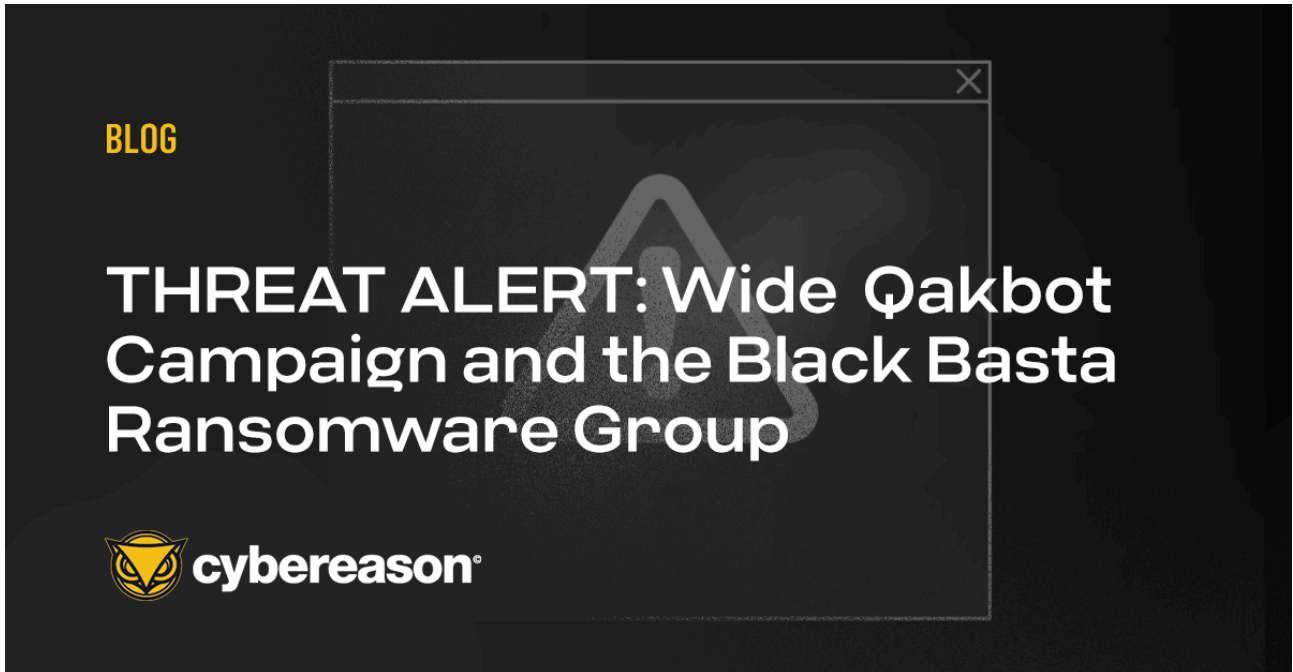 BLOG
THREAT ALERT: Wide Qakbot
Campaign and the Black Basta
Ransomware Group
cybereason©